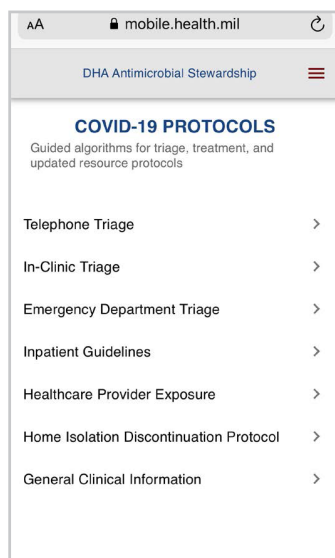 AA mobile.health.mil
DHA Antimicrobial Stewardship
COVID-19 PROTOCOLS
Guided algorithms for triage, treatment, and
updated resource protocols
Telephone Triage
In-Clinic Triage
Emergency Department Triage
Inpatient Guidelines
Healthcare Provider Exposure
Home Isolation Discontinuation Protocol
General Clinical Information